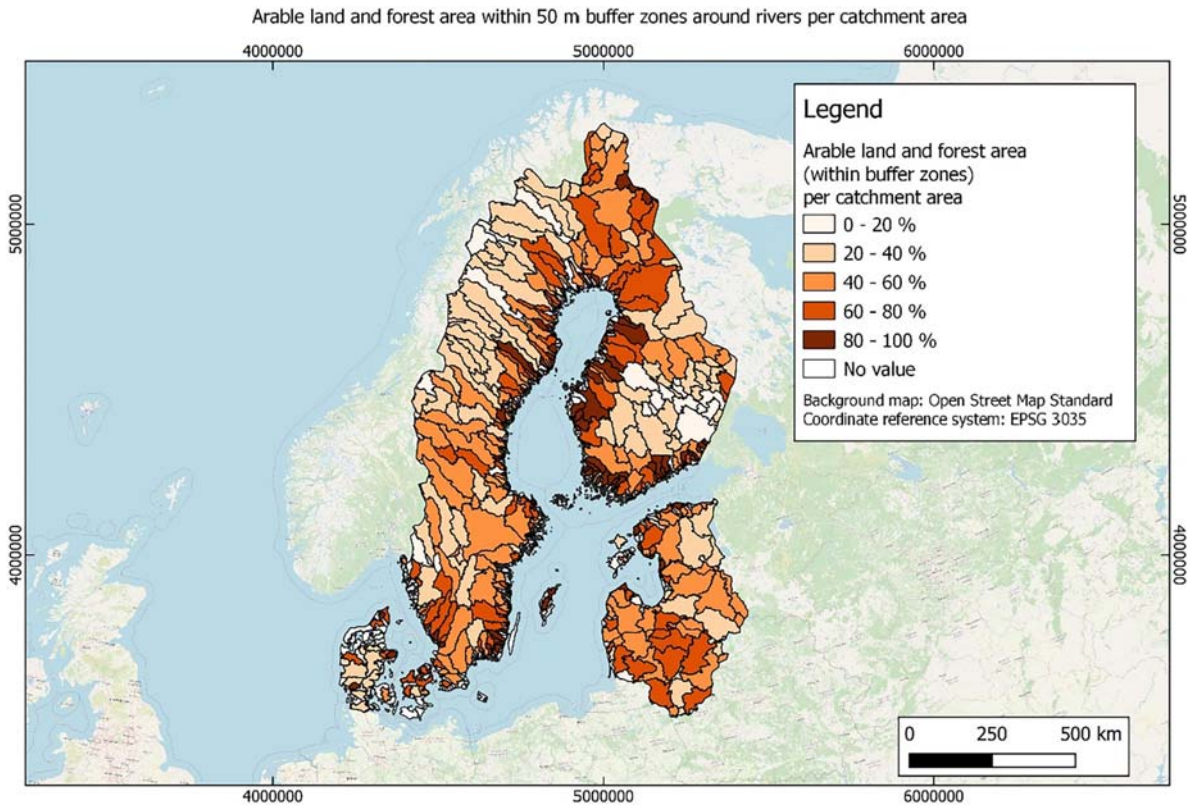 Arable land and forest area within 50 m buffer zones around rivers per catchment area
4000000 5000000 6000000
Legend
Arable land and forest area
(within buffer zones)
per catchment area
0 - 20 %
20 - 40 %
40 - 60 %
60 - 80 %
80 - 100 %
No value
Background map: Open Street Map Standard
Coordinate reference system: EPSG 3035
5000000 5000000
4000000 4000000
0 250 500 km
4000000 5000000 6000000